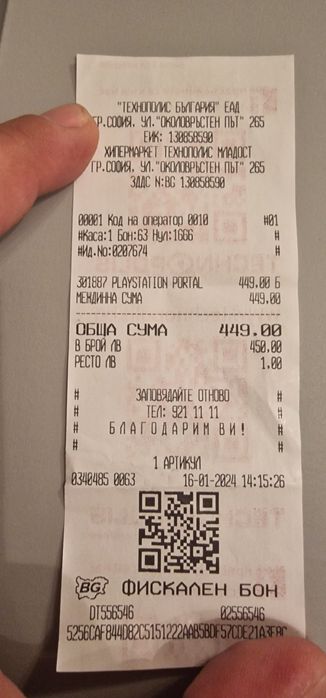 "ТЕХНОПОЛИС БЪЛГАРИЯ" ЕАД
ГР.СОФИЯ, УЛ."ОКОЛОВРЪСТЕН ПЪТ" 265
ЕИК: 130858590
ХИПЕРМАРКЕТ ТЕХНОПОЛИС МЛАДОСТ
ГР.СОФИЯ, УЛ."ОКОЛОВРЪСТЕН ПЪТ" 265
ЗДДС N:BG 130858590
00001 Код на оператор 0010 #01
#Каса:1 Бон:63 Нул:1666 #
#Ид.No:0207674 #
301887 PLAYSTATION PORTAL 449.00 Б
МЕЖДИННА СУМА 449.00
ОБЩА СУМА 449.00
В БРОЙ ЛВ 450.00
РЕСТО ЛВ 1.00
# ЗАПОВЯДАЙТЕ ОТНОВО #
# ТЕЛ: 921 11 11 #
# БЛАГОДАРИМ ВИ! #
# #
1 АРТИКУЛ
0340485 0063 16-01-2024 14:15:26
BG ФИСКАЛЕН БОН
DT556546 02556546